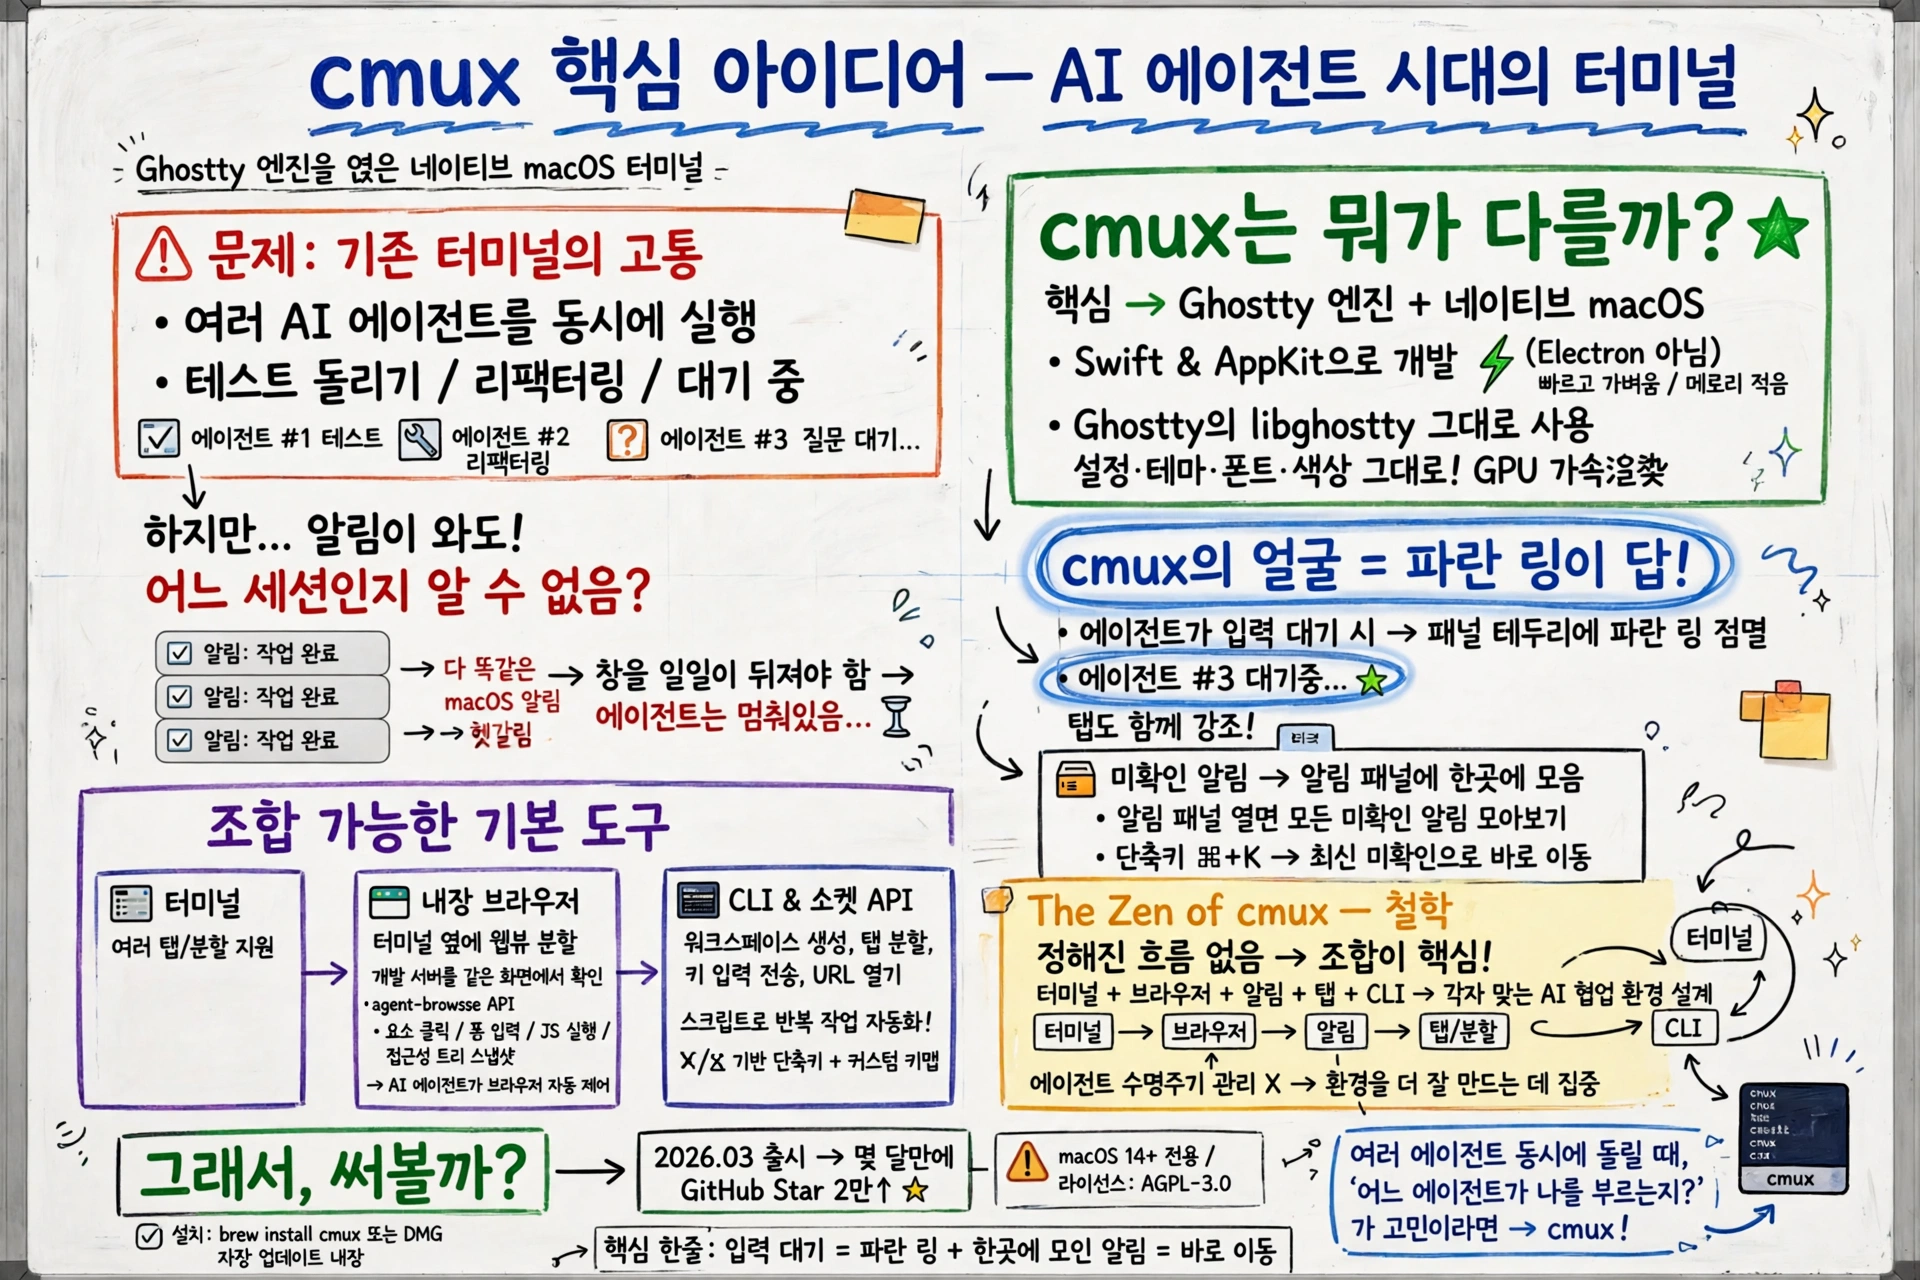 cmux 핵심 아이디어 – AI 에이전트 시대의 터미널
Ghostty 엔진을 엾은 네이티브 macOS 터미널
문제: 기존 터미널의 고통
• 여러 AI 에이전트를 동시에 실행
• 테스트 돌리기 / 리팩터링 / 대기 중
에이전트 #1 테스트
에이전트 #2
리팩터링
에이전트 #3 질문 대기...
하지만... 알림이 와도!
어느 세션인지 알 수 없음?
알림: 작업 완료
알림: 작업 완료
알림: 작업 완료
→ 다 똑같은
macOS 알림
→→ 헷갈림
→ 창을 일일이 뒤져야 함 →
에이전트는 멈춰있음...
조합 가능한 기본 도구
터미널
여러 탭/분할 지원
내장 브라우저
터미널 옆에 웹뷰 분할
개발 서버를 같은 화면에서 확인
• agent-browsse API
• 요소 클릭 / 폼 입력 / JS 실행 /
접근성 트리 스냅샷
→ AI 에이전트가 브라우저 자동 제어
CLI & 소켓 API
워크스페이스 생성, 탭 분할,
키 입력 전송, URL 열기
스크립트로 반복 작업 자동화!
기반 단축키 + 커스텀 키맵
cmux는 뭐가 다를까?
핵심 → Ghostty 엔진 + 네이티브 macOS
• Swift & AppKit으로 개발
(Electron 아님)
빠르고 가벼움 / 메로리 적음
• Ghostty의 libghostty 그대로 사용
설정·테마·폰트·색상 그대로! GPU 가속
cmux의 얼굴 = 파란 링이 답!
• 에이전트가 입력 대기 시 → 패널 테두리에 파란 링 점멸
• 에이전트 #3 대기중...
탭도 함께 강조!
미확인 알림 → 알림 패널에 한곳에 모음
• 알림 패널 열면 모든 미확인 알림 모아보기
• 단축키 ⌘+K → 최신 미확인으로 바로 이동
The Zen of cmux – 철학
정해진 흐름 없음 → 조합이 핵심!
터미널 + 브라우저 + 알림 + 탭 + CLI → 각자 맞는 AI 협업 환경 설계
터미널 → 브라우저 → 알림 → 탭/분할
터미널
CLI
에이전트 수명주기 관리 X → 환경을 더 잘 만드는 데 집중
cmux
cmux
cmux
그래서, 써볼까?
2026.03 출시 → 몇 달만에
GitHub Star 2만↑
macOS 14+ 전용 /
라이선스: AGPL-3.0
여러 에이전트 동시에 돌릴 때,
‘어느 에이전트가 나를 부르는지?’
가 고민이라면 → cmux!
설치: brew install cmux 또는 DMG
자장 업데이트 내장
핵심 한줄: 입력 대기 = 파란 링 + 한곳에 모인 알림 = 바로 이동